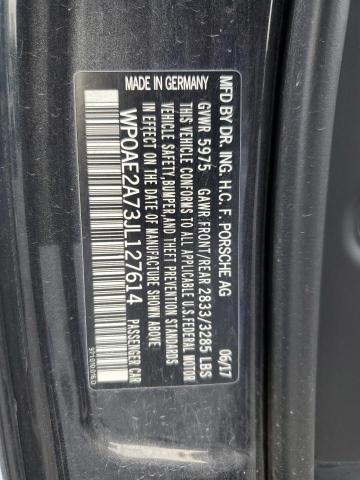 MFD BY DR. ING. H.C. F. PORSCHE AG
06/17
GVWR 5975 GAWR FRONT/REAR 2833/3285 LBS
THIS VEHICLE CONFORMS TO ALL APPLICABLE U.S.FEDERAL MOTOR
VEHICLE SAFETY,BUMPER,AND THEFT PREVENTION STANDARDS
IN EFFECT ON THE DATE OF MANUFACTURE SHOWN ABOVE.
MADE IN GERMANY
WP0AE2A73JL127614
PASSENGER CAR